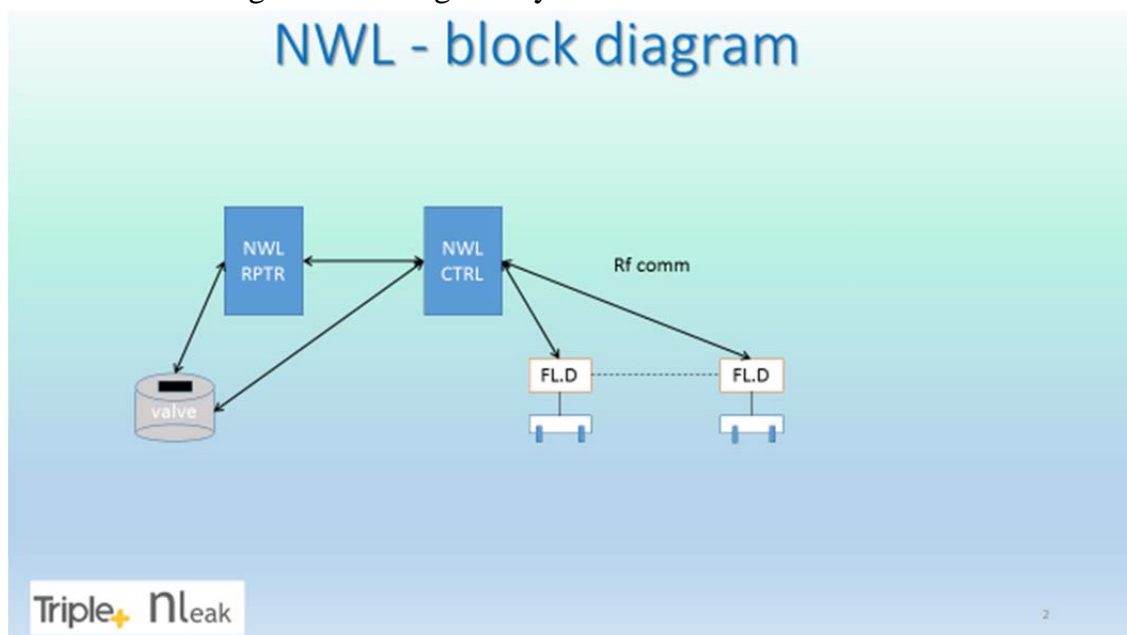 NWL - block diagram
NWL
RPTR
NWL
CTRL
Rf comm
FL.D
FL.D
valve
Triple+ nleak
2